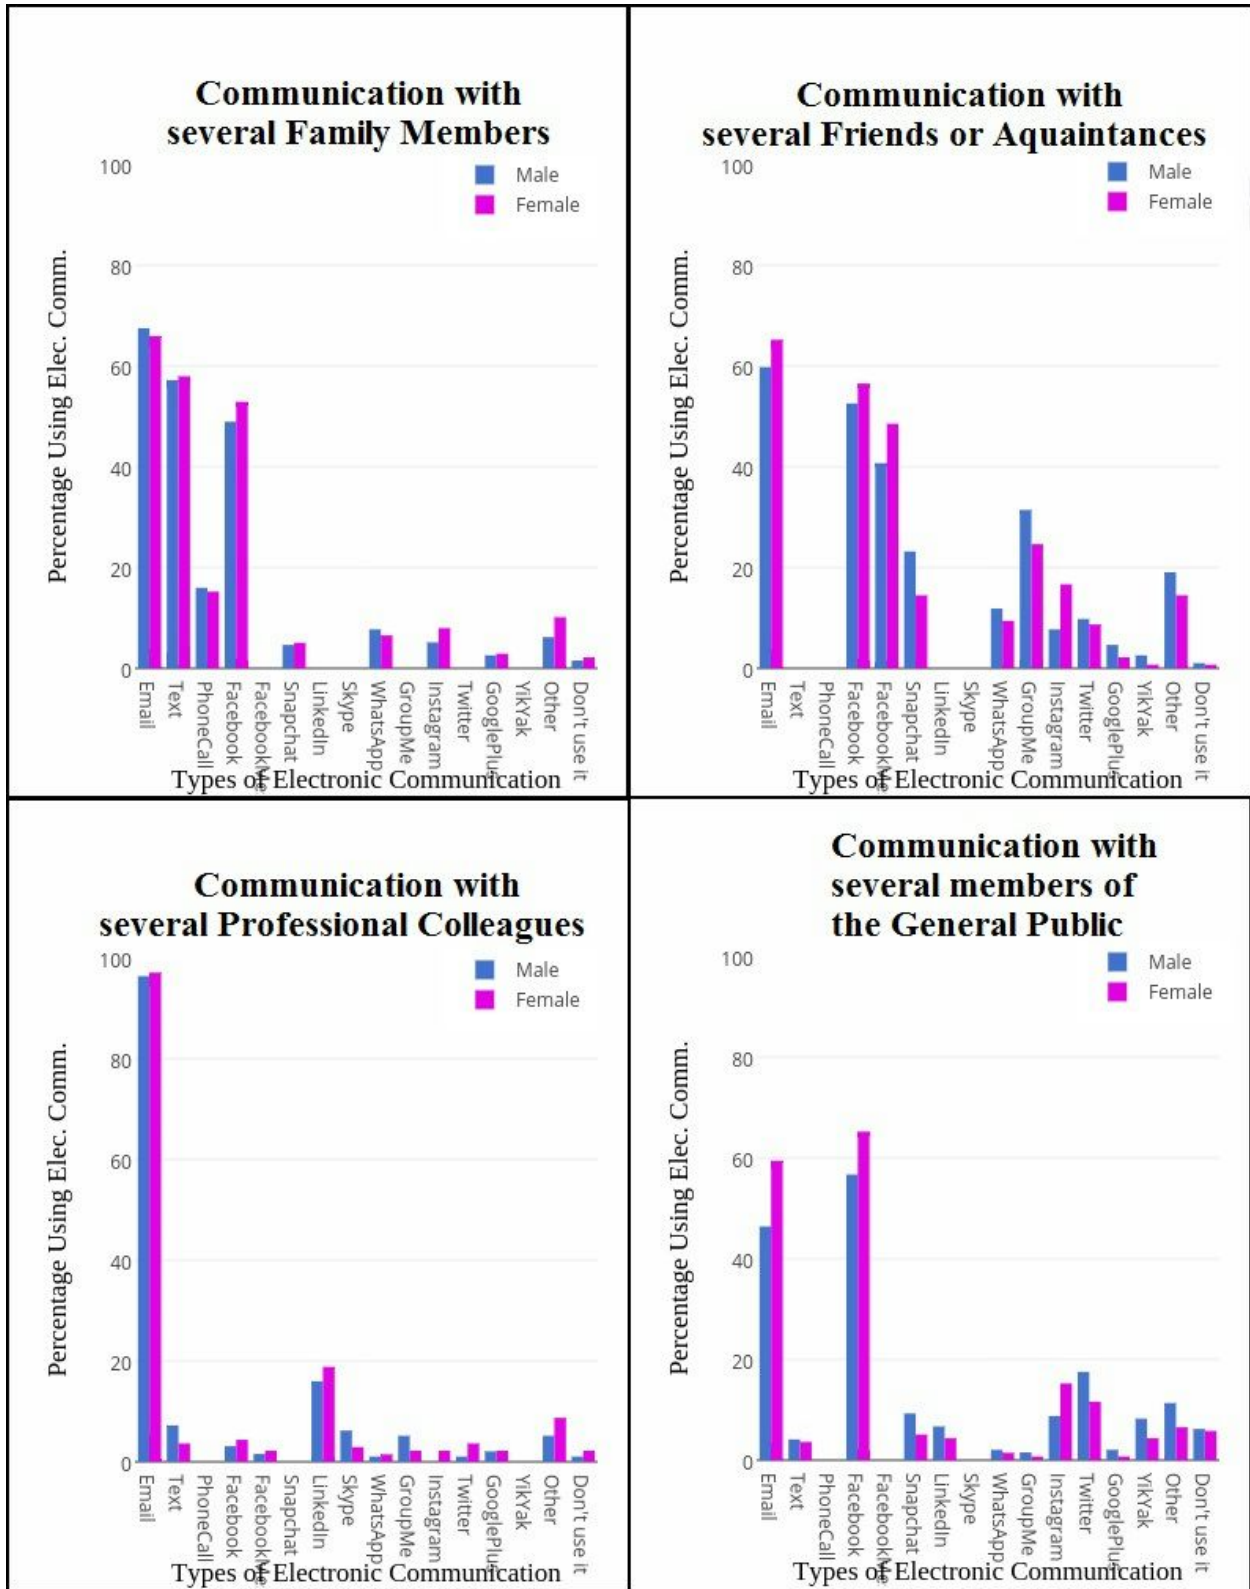 Communication with
several Family Members
Male
Female
Percentage Using Elec. Comm.
100
80
60
40
20
0
Email
Text
PhoneCall
Facebook
FacebookMe
Snapchat
LinkedIn
Skype
WhatsApp
GroupMe
Instagram
Twitter
GooglePlus
YikYak
Other
Don't use it
Types of Electronic Communication
Communication with
several Friends or Aquaintances
Male
Female
Percentage Using Elec. Comm.
100
80
60
40
20
0
Email
Text
PhoneCall
Facebook
FacebookMe
Snapchat
LinkedIn
Skype
WhatsApp
GroupMe
Instagram
Twitter
GooglePlus
YikYak
Other
Don't use it
Types of Electronic Communication
Communication with
several Professional Colleagues
Male
Female
Percentage Using Elec. Comm.
100
80
60
40
20
0
Email
Text
PhoneCall
Facebook
FacebookMe
Snapchat
LinkedIn
Skype
WhatsApp
GroupMe
Instagram
Twitter
GooglePlus
YikYak
Other
Don't use it
Types of Electronic Communication
Communication with
several members of
the General Public
Male
Female
Percentage Using Elec. Comm.
100
80
60
40
20
0
Email
Text
PhoneCall
Facebook
FacebookMe
Snapchat
LinkedIn
Skype
WhatsApp
GroupMe
Instagram
Twitter
GooglePlus
YikYak
Other
Don't use it
Types of Electronic Communication